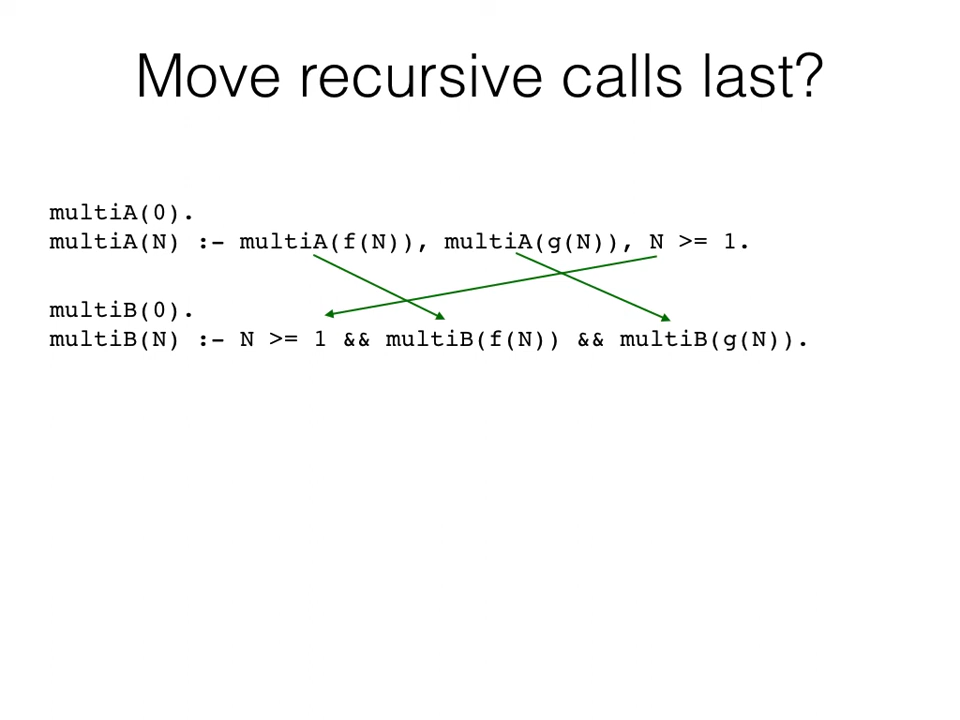 Move recursive calls last?
multiA(0).
multiA(N) :- multiA(f(N)), multiA(g(N)), N >= 1.
multiB(0).
multiB(N) :- N >= 1 && multiB(f(N)) && multiB(g(N)).